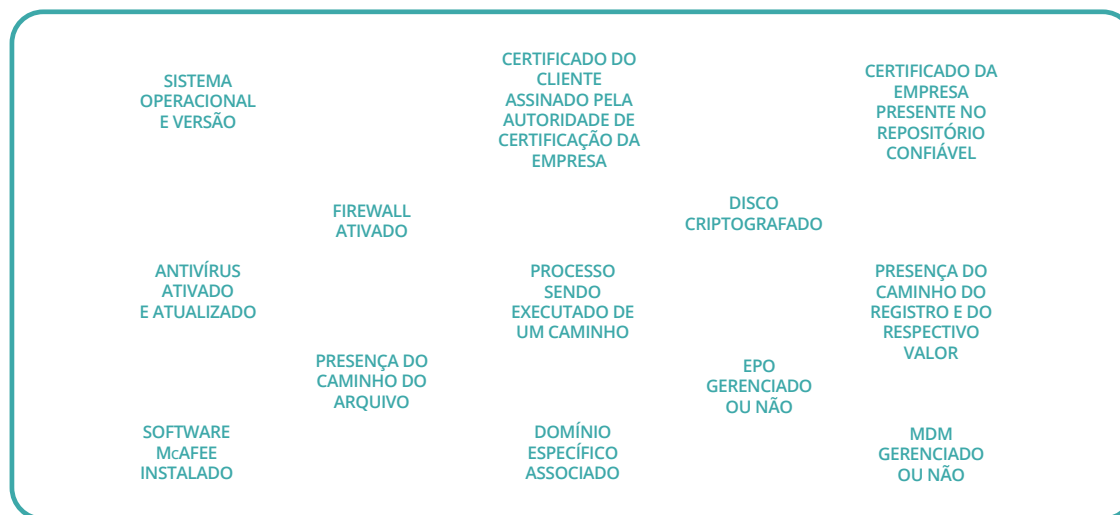 SISTEMA
OPERACIONAL
E VERSÃO
CERTIFICADO DO
CLIENTE
ASSINADO PELA
AUTORIDADE DE
CERTIFICAÇÃO DA
EMPRESA
CERTIFICADO DA
EMPRESA
PRESENTE NO
REPOSITÓRIO
CONFIÁVEL
FIREWALL
ATIVADO
DISCO
CRIPTOGRAFADO
ANTIVÍRUS
ATIVADO
E ATUALIZADO
PROCESSO
SENDO
EXECUTADO DE
UM CAMINHO
PRESENÇA DO
CAMINHO DO
REGISTRO E DO
RESPECTIVO
VALOR
PRESENÇA DO
CAMINHO DO
ARQUIVO
EPO
GERENCIADO
OU NÃO
SOFTWARE
McAFEE
INSTALADO
DOMÍNIO
ESPECÍFICO
ASSOCIADO
MDM
GERENCIADO
OU NÃO